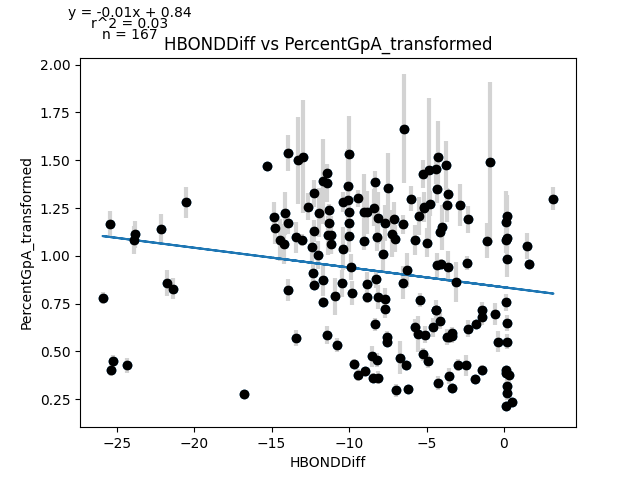 y = -0.01x + 0.84
r^2 = 0.03
n = 167
HBONDDiff vs PercentGpA_transformed
PercentGpA_transformed
2.00
1.75
1.50
1.25
1.00
0.75
0.50
0.25
−25
−20
−15
−10
−5
0
HBONDDiff